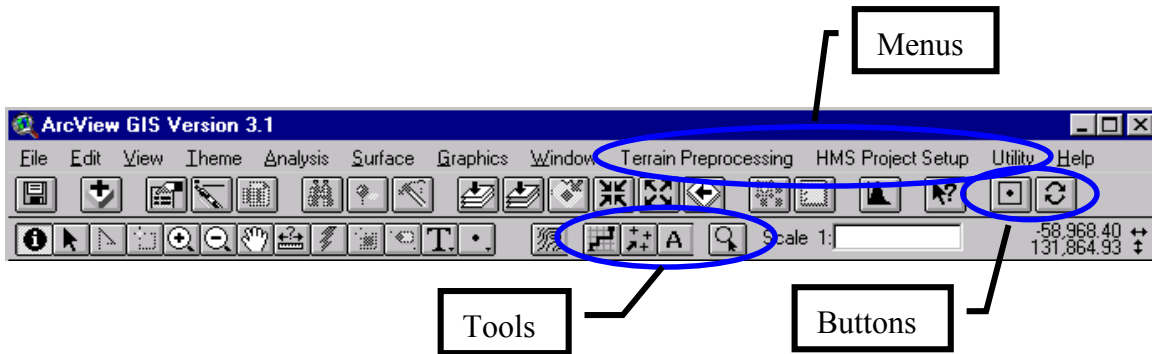 Menus
ArcView GIS Version 3.1
File Edit View Theme Analysis Surface Graphics Window Terrain Preprocessing HMS Project Setup Utility Help
T A Scale 1: -58,968.40
131,864.93
Tools
Buttons